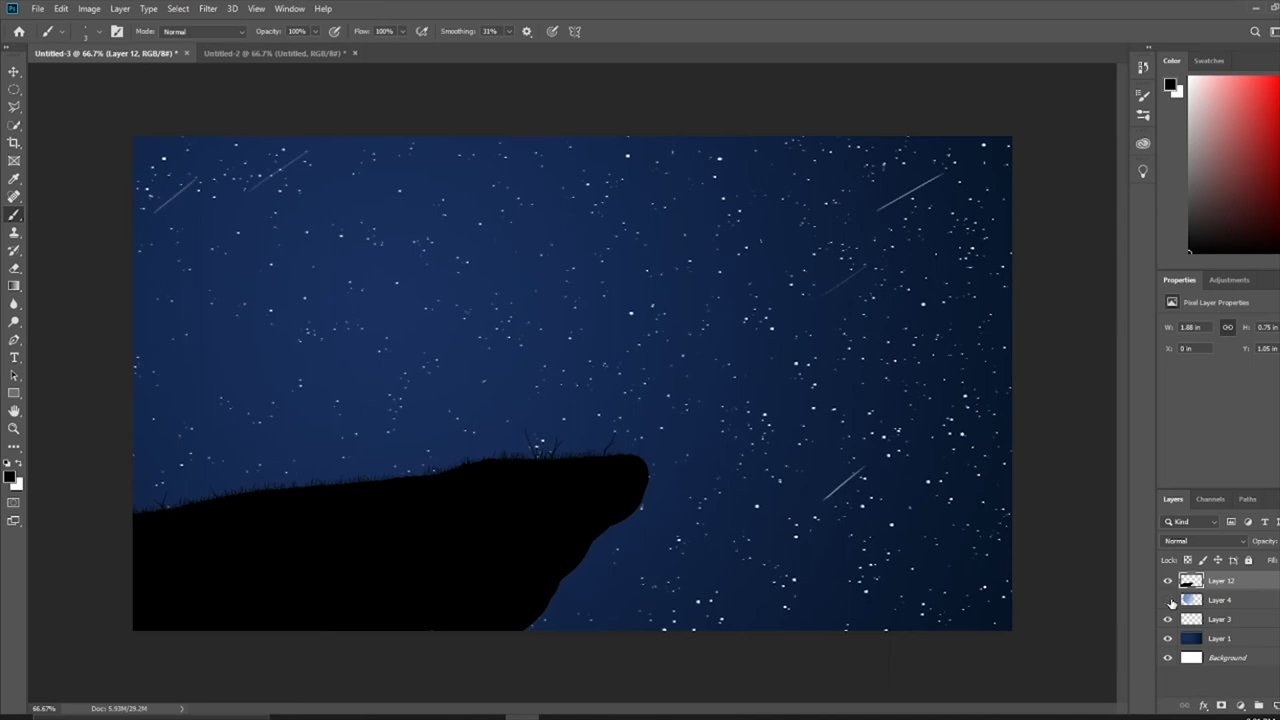 Ps File Edit Image Layer Type Select Filter 3D View Window Help
3 Mode: Normal Opacity: 100% Flow: 100% Smoothing: 31%
Untitled-3 @ 66.7% (Layer 12, RGB/8#) * × Untitled-2 @ 66.7% (Untitled, RGB/8#) * ×
Color Swatches
Properties Adjustments
Pixel Layer Properties
W: 1.88 in H: 0.75 in
X: 0 in Y: 1.05 in
Layers Channels Paths
Kind
Normal Opacity:
Lock: Fill:
Layer 12
Layer 4
Layer 3
Layer 1
Background
66.67% Doc: 5.93M/29.2M